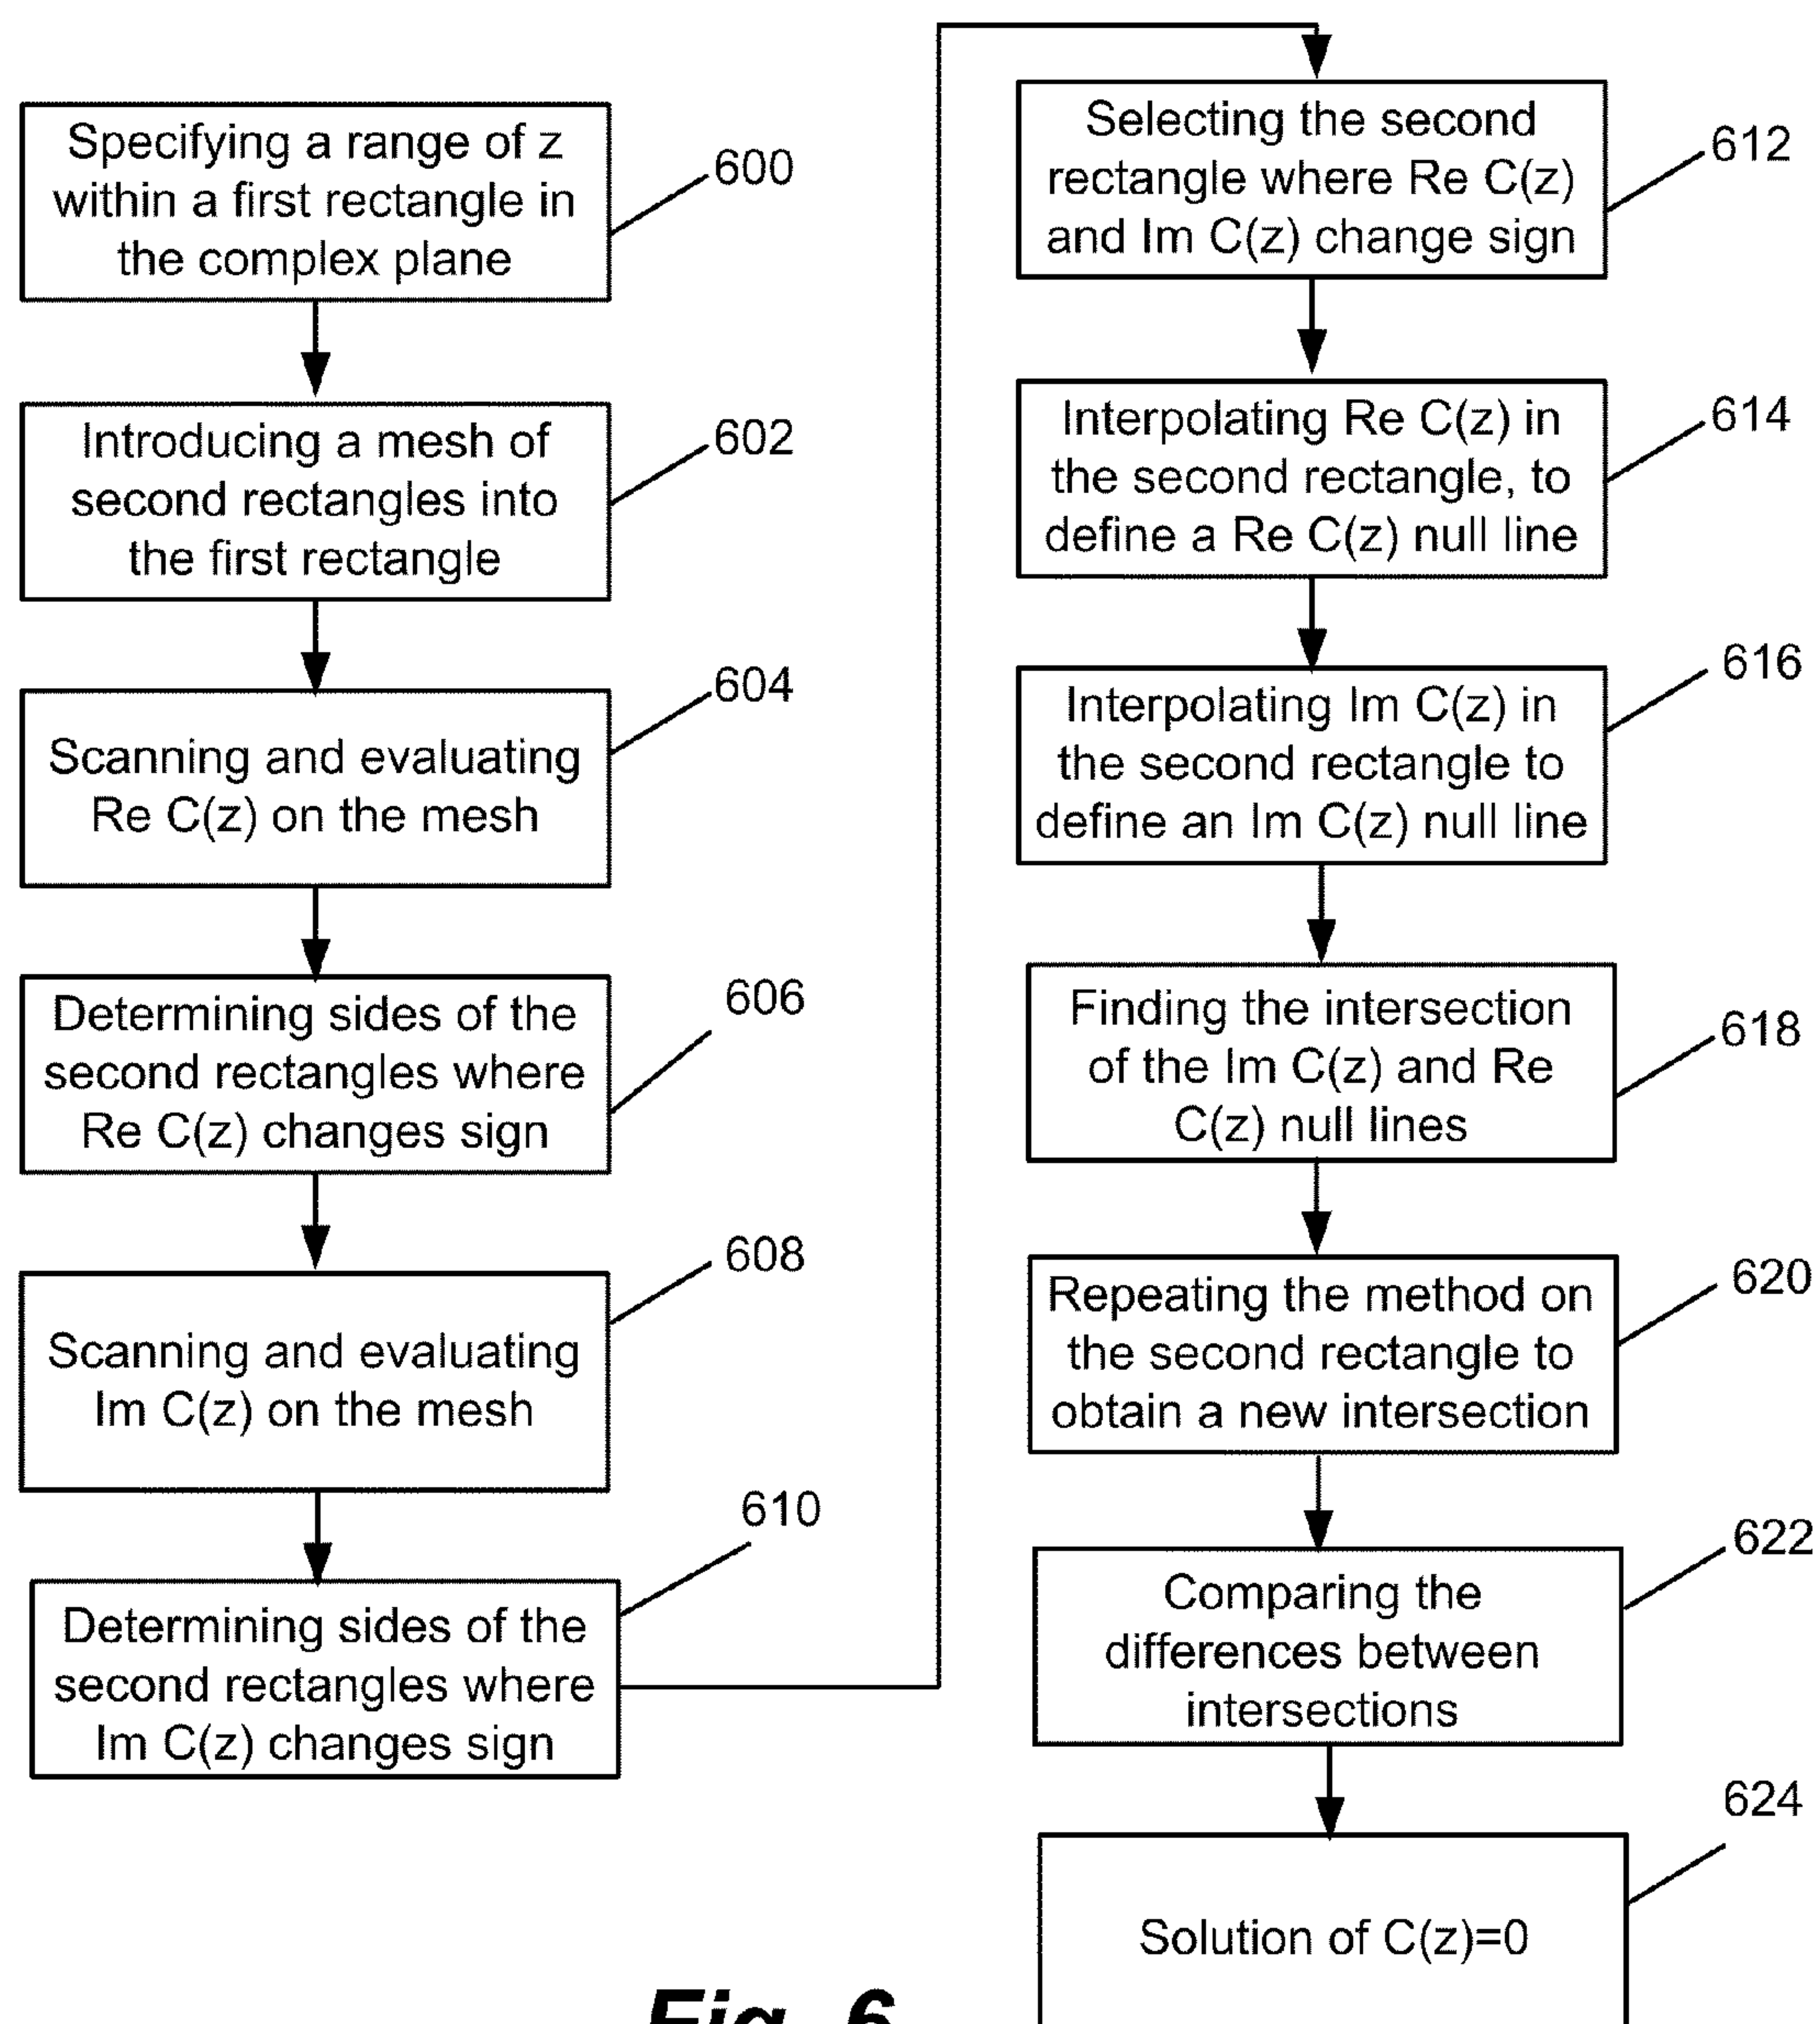 Specifying a range of z
within a first rectangle in
the complex plane
600
Introducing a mesh of
second rectangles into
the first rectangle
602
Scanning and evaluating
Re C(z) on the mesh
604
Determining sides of the
second rectangles where
Re C(z) changes sign
606
Scanning and evaluating
Im C(z) on the mesh
608
Determining sides of the
second rectangles where
Im C(z) changes sign
610
Selecting the second
rectangle where Re C(z)
and Im C(z) change sign
612
Interpolating Re C(z) in
the second rectangle, to
define a Re C(z) null line
614
Interpolating Im C(z) in
the second rectangle to
define an Im C(z) null line
616
Finding the intersection
of the Im C(z) and Re
C(z) null lines
618
Repeating the method on
the second rectangle to
obtain a new intersection
620
Comparing the
differences between
intersections
622
Solution of C(z)=0
624
Fig. 6